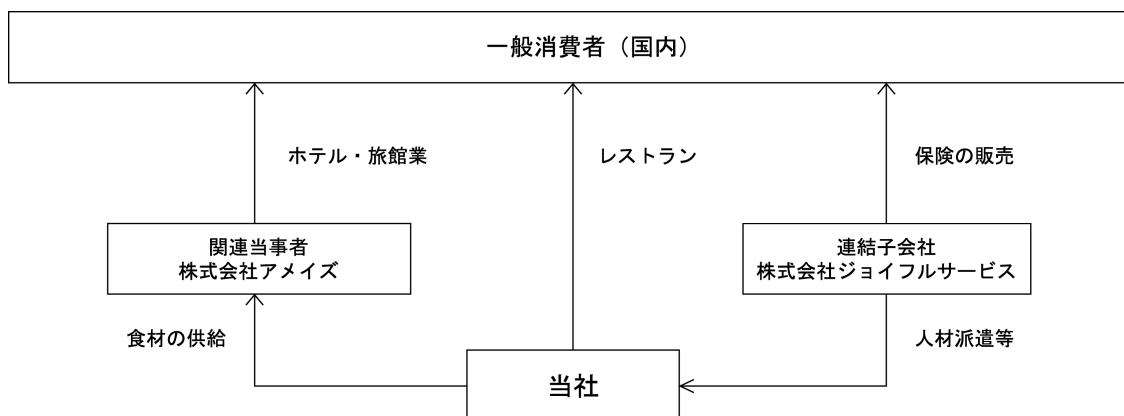 一般消費者（国内）
ホテル・旅館業
レストラン
保険の販売
関連当事者
株式会社アメイズ
連結子会社
株式会社ジョイフルサービス
食材の供給
人材派遣等
当社